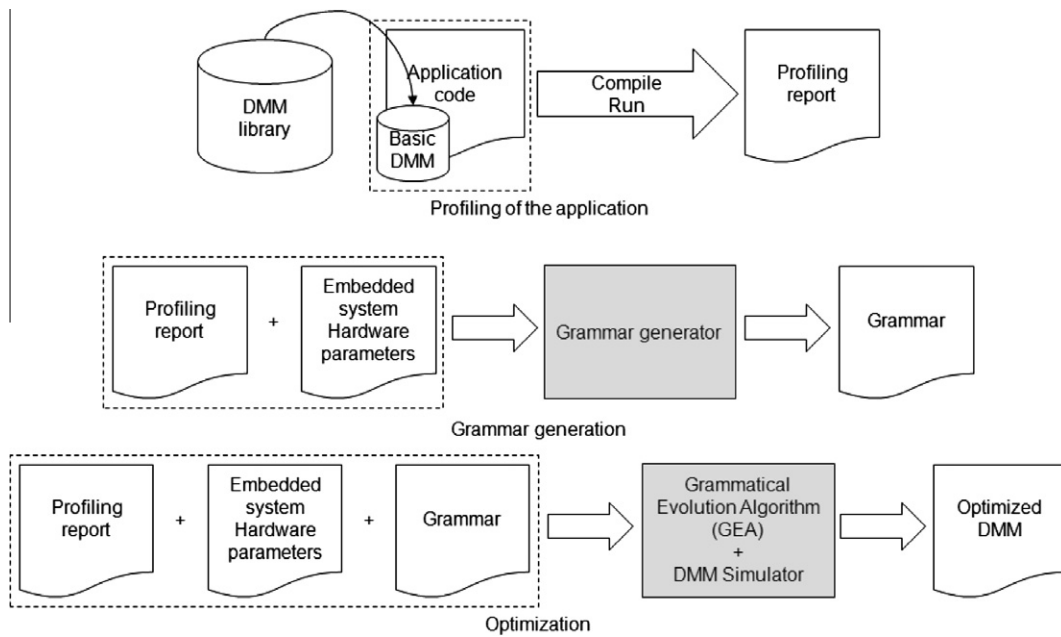 DMM
library
Application
code
Basic
DMM
Compile
Run
Profiling
report
Profiling of the application
Profiling
report
+
Embedded
system
Hardware
parameters
Grammar generator
Grammar
Grammar generation
Profiling
report
+
Embedded
system
Hardware
parameters
+
Grammar
Grammatical
Evolution Algorithm
(GEA)
+
DMM Simulator
Optimized
DMM
Optimization